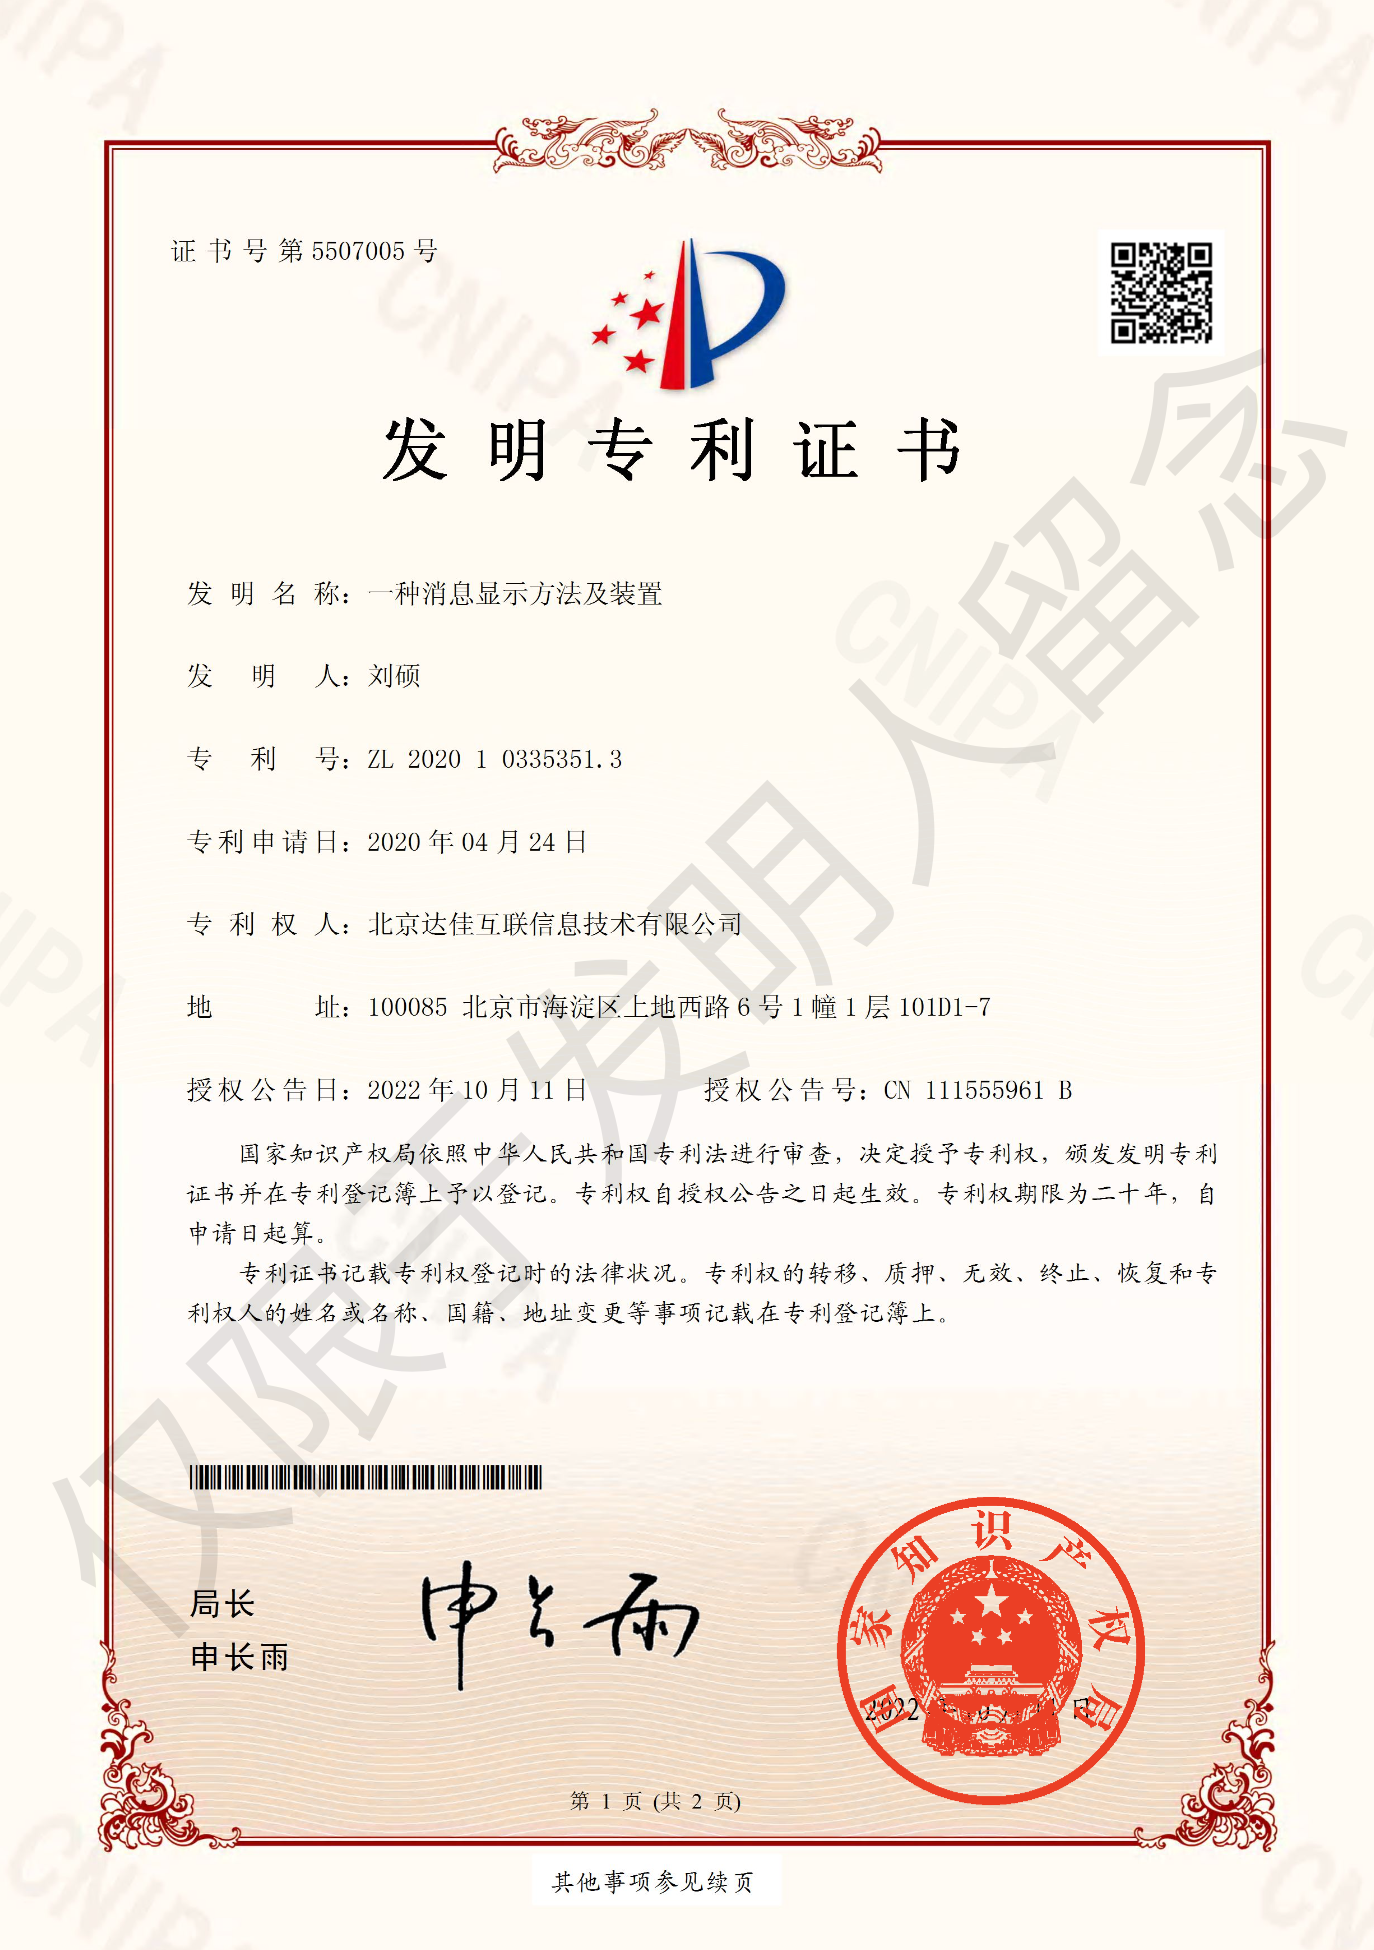 证书号第5507005号
发明专利证书
发明名称：一种消息显示方法及装置
发明人：刘硕
专利号：ZL 2020 1 0335351.3
专利申请日：2020年04月24日
专利权人：北京达佳互联信息技术有限公司
地址：100085 北京市海淀区上地西路6号1幢1层101D1-7
授权公告日：2022年10月11日 授权公告号：CN 111555961 B
国家知识产权局依照中华人民共和国专利法进行审查，决定授予专利权，颁发发明专利
证书并在专利登记簿上予以登记。专利权自授权公告之日起生效。专利权期限为二十年，自
申请日起算。
专利证书记载专利权登记时的法律状况。专利权的转移、质押、无效、终止、恢复和专
利权人的姓名或名称、国籍、地址变更等事项记载在专利登记簿上。
局长
申长雨
申长雨
国家知识产权局
2022年10月11日
第 1 页 (共 2 页)
其他事项参见续页
仅限于发明人留念
CNIPA
CNIPA
CNIPA
CNIPA
CNIPA